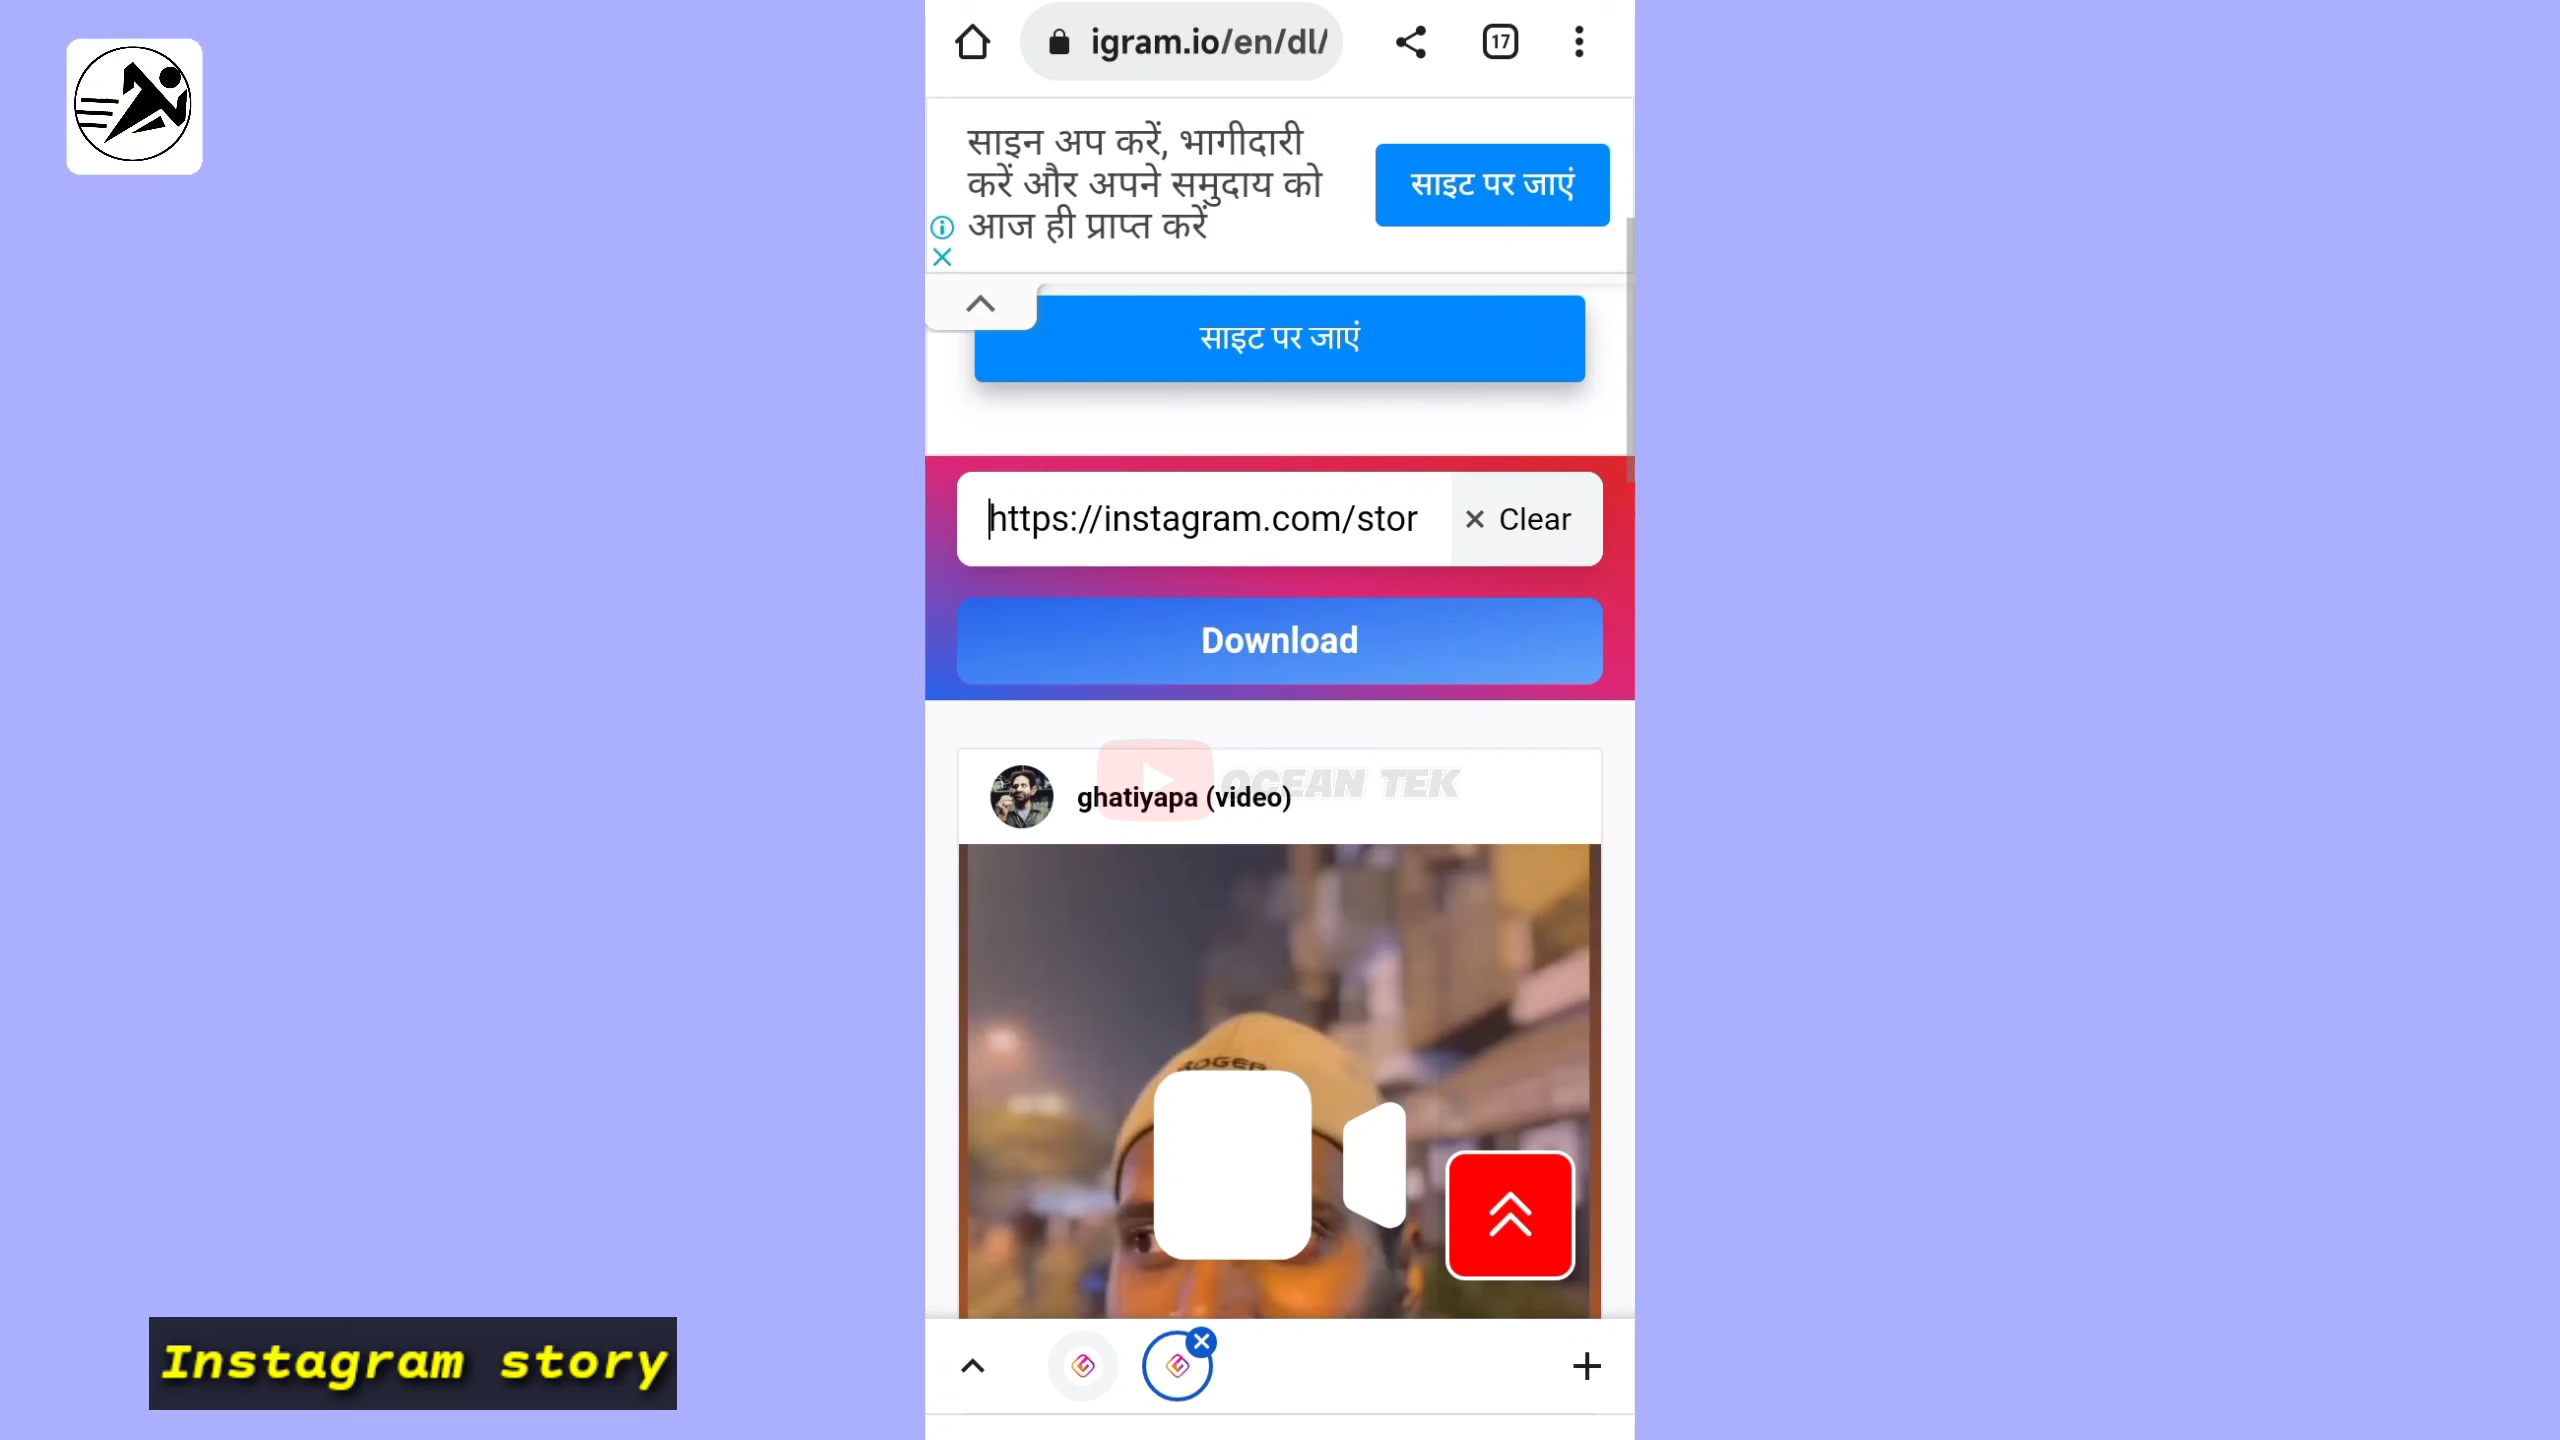 igram.io/en/dl/
17
साइन अप करें, भागीदारी
करें और अपने समुदाय को
आज ही प्राप्त करें
साइट पर जाएं
साइट पर जाएं
https://instagram.com/stor
Clear
Download
OCEAN TEK
ghatiyapa (video)
ROGER
Instagram story